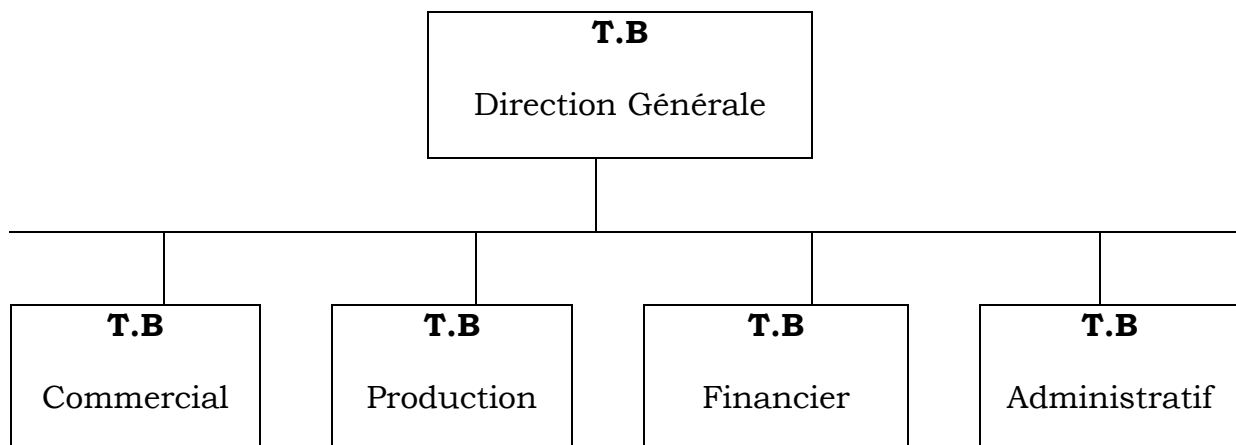 T.B
Direction Générale
T.B
Commercial
T.B
Production
T.B
Financier
T.B
Administratif